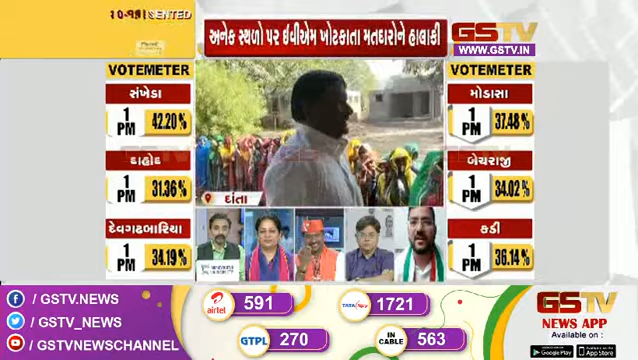 SENTED
અનેક સ્થળો પર ઇવીએમ ખોટકાતા મતદારોને હાલાકી
GSTV
WWW.GSTV.IN
VOTEMETER
સંખેડા
1 PM
42.20 %
દાહોદ
1 PM
31.36 %
દેવગઢબારિયા
1 PM
34.19 %
દાંતા
VOTEMETER
મોડાસા
1 PM
37.48 %
બેચરાજી
1 PM
34.02 %
કડી
1 PM
36.14 %
/ GSTV.NEWS
/ GSTV_NEWS
/ GSTVNEWSCHANNEL
airtel 591
TATA Sky 1721
GTPL 270
IN CABLE 563
GSTV
NEWS APP
Available on :
Google Play
App Store